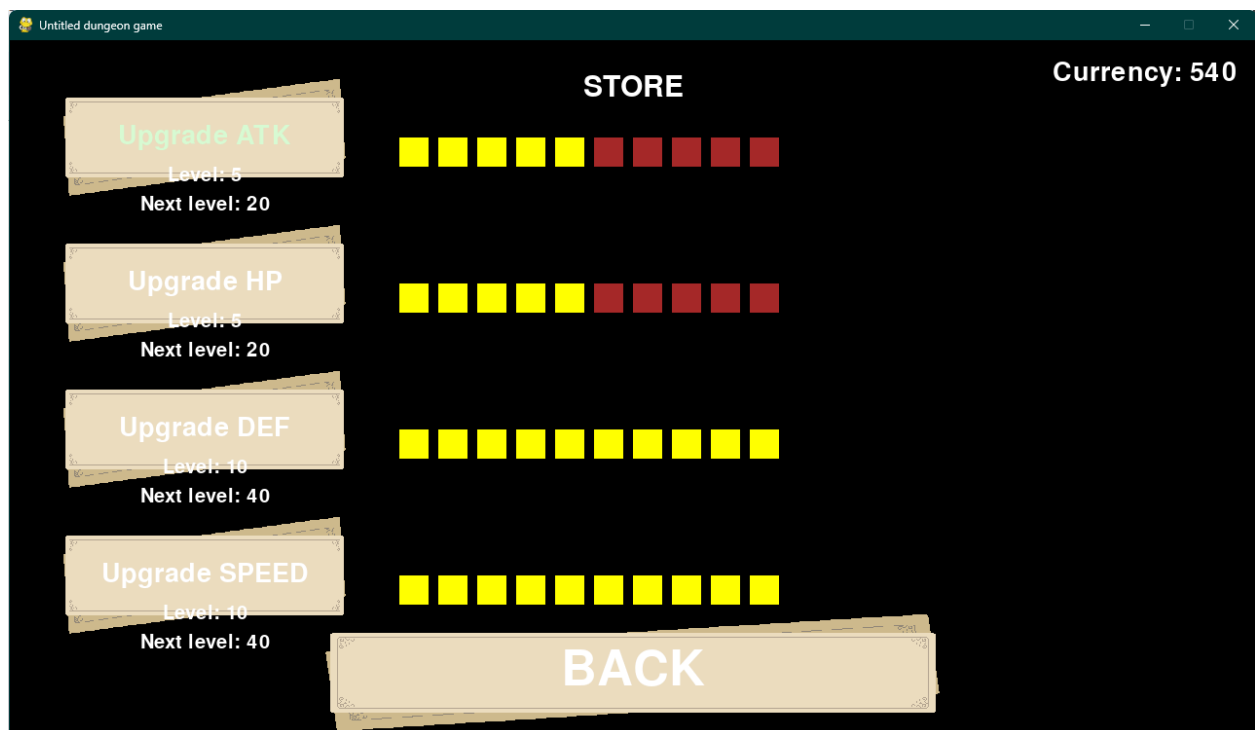 Untitled dungeon game
STORE
Currency: 540
Upgrade ATK
Level: 5
Next level: 20
Upgrade HP
Level: 5
Next level: 20
Upgrade DEF
Level: 10
Next level: 40
Upgrade SPEED
Level: 10
Next level: 40
BACK